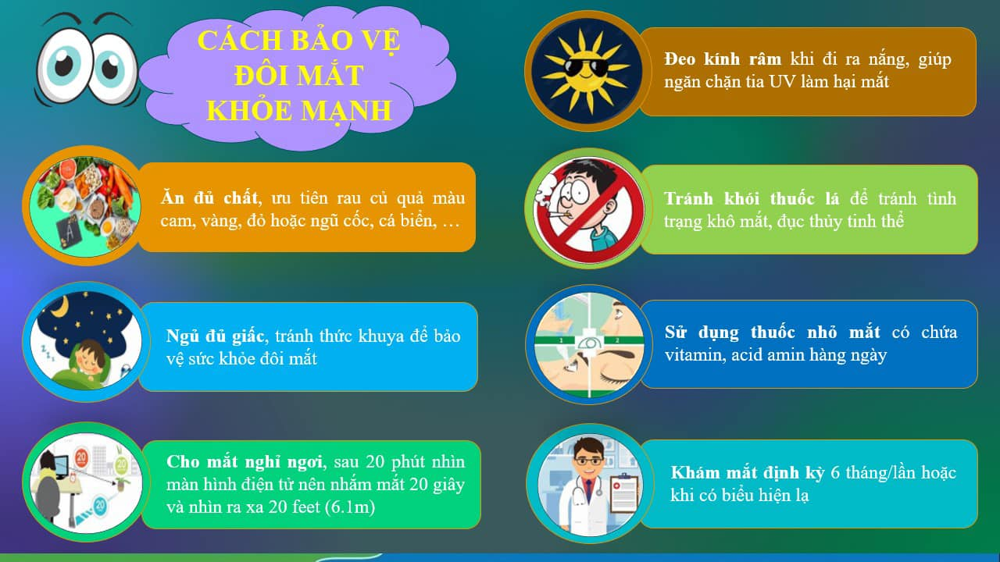 CÁCH BẢO VỆ
ĐÔI MẮT
KHỎE MẠNH
Ăn đủ chất, ưu tiên rau củ quả màu
cam, vàng, đỏ hoặc ngũ cốc, cá biển, …
A
Ngủ đủ giấc, tránh thức khuya để bảo
vệ sức khỏe đôi mắt
z z z
Cho mắt nghỉ ngơi, sau 20 phút nhìn
màn hình điện tử nên nhắm mắt 20 giây
và nhìn ra xa 20 feet (6.1m)
20
20
20
Đeo kính râm khi đi ra nắng, giúp
ngăn chặn tia UV làm hại mắt
Tránh khói thuốc lá để tránh tình
trạng khô mắt, đục thủy tinh thể
Sử dụng thuốc nhỏ mắt có chứa
vitamin, acid amin hàng ngày
1
2
Khám mắt định kỳ 6 tháng/lần hoặc
khi có biểu hiện lạ